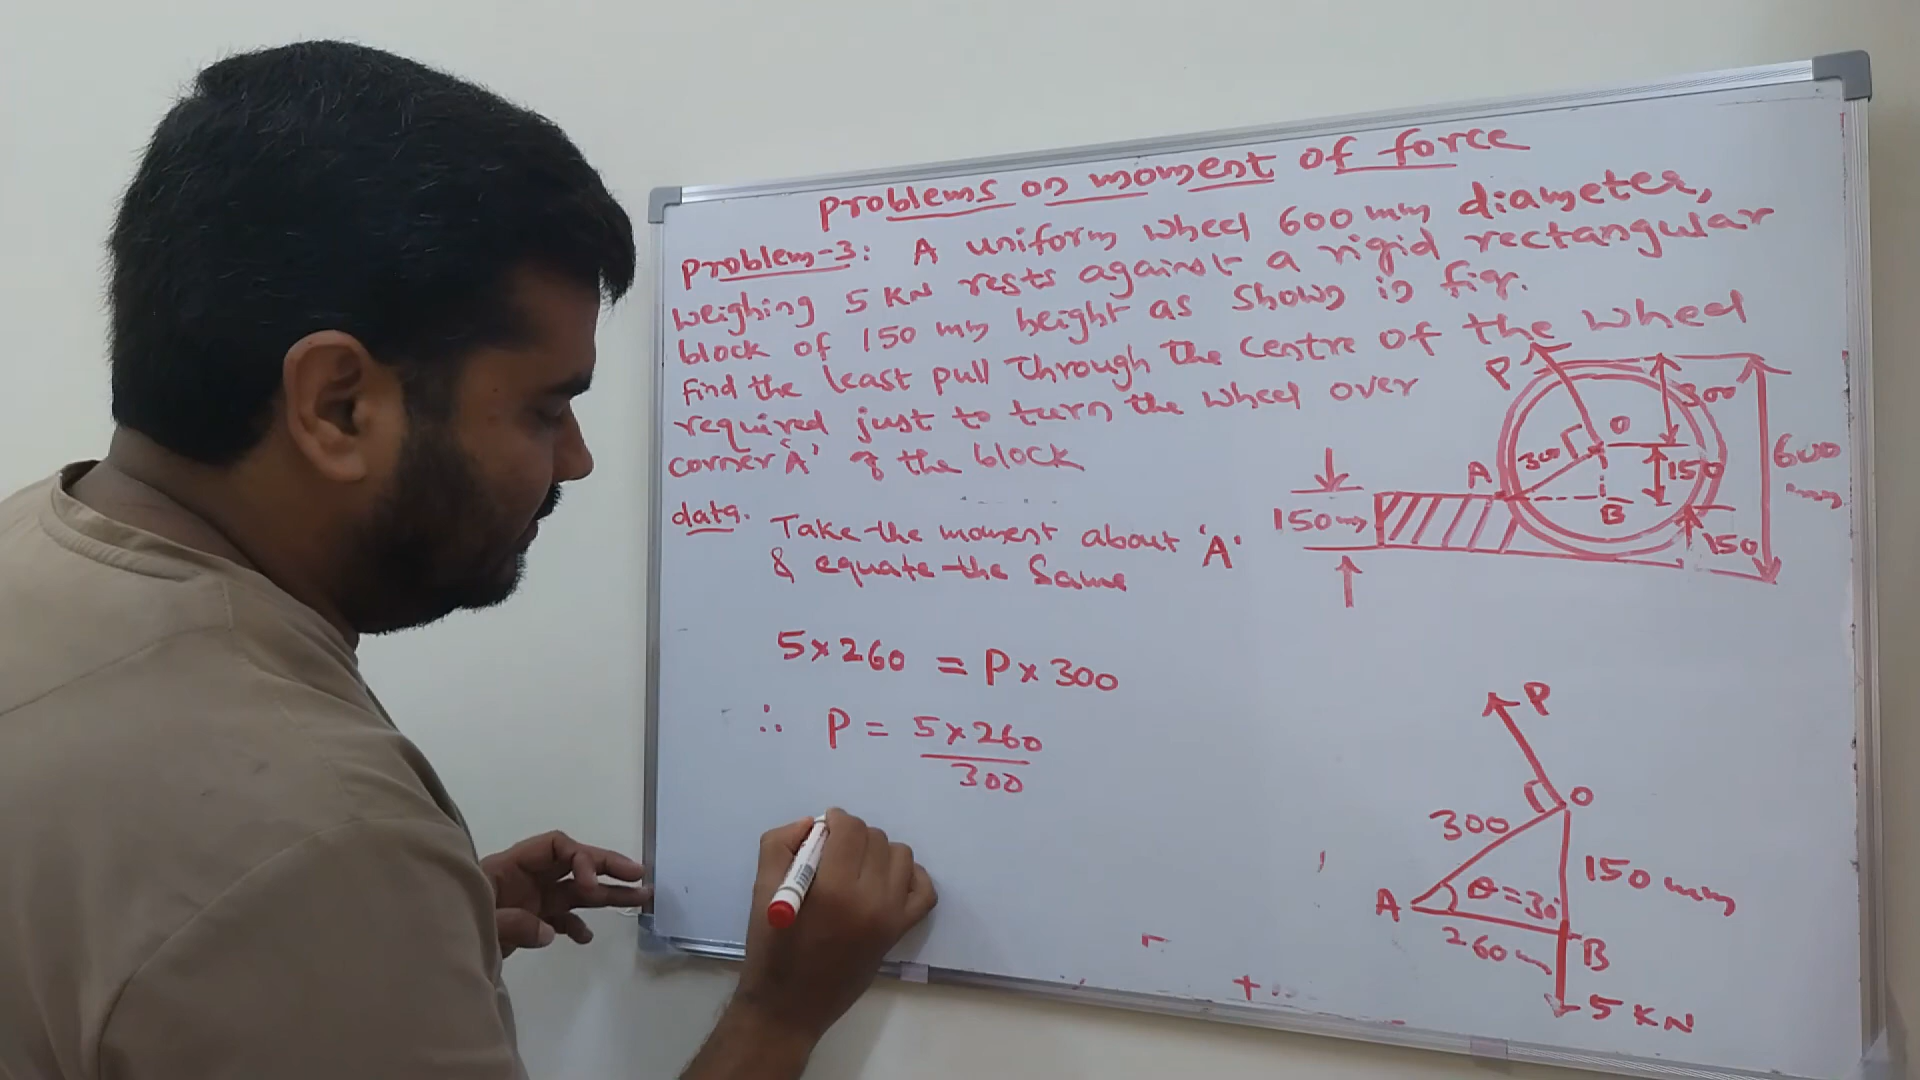 Problems on moment of force
Problem-3: A uniform wheel 600 mm diameter,
weighing 5 KN rests against a rigid rectangular
block of 150 mm height as shown in fig.
Find the least pull through the centre of the wheel
required just to turn the wheel over
corner 'A' of the block
data.
Take the moment about 'A'
& equate the same
5 × 260 = P × 300
∴ P = 5 × 260
300
P
O
300
300
600
mm
A
150
B
150 mm
150
P
O
300
150 mm
A
θ = 30°
260
B
5 KN